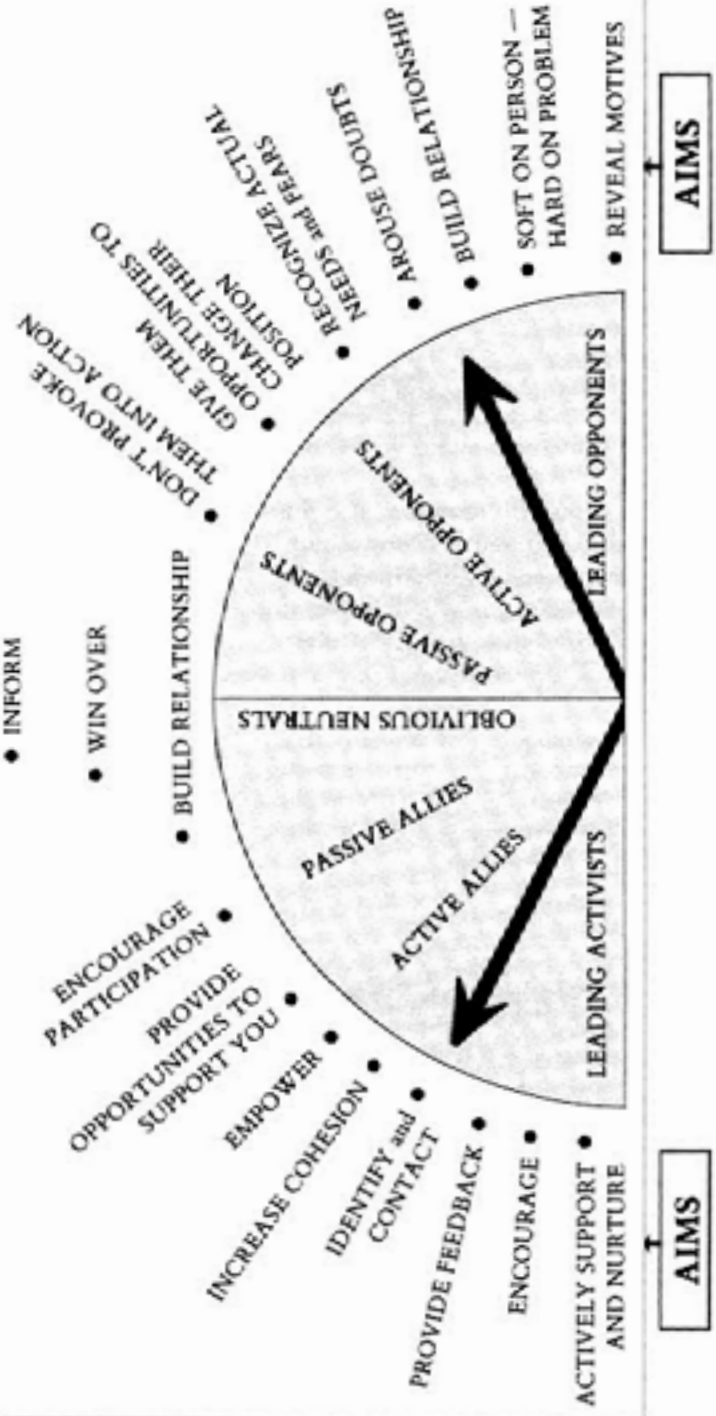 INFORM
WIN OVER
BUILD RELATIONSHIP
ENCOURAGE
PARTICIPATION
PROVIDE
OPPORTUNITIES TO
SUPPORT YOU
EMPOWER
INCREASE COHESION
IDENTIFY and
CONTACT
PROVIDE FEEDBACK
ENCOURAGE
ACTIVELY SUPPORT
AND NURTURE
AIMS
DON'T PROVOKE
THEM INTO ACTION
GIVE THEM
OPPORTUNITIES TO
CHANGE THEIR
POSITION
RECOGNIZE ACTUAL
NEEDS and FEARS
AROUSE DOUBTS
BUILD RELATIONSHIP
SOFT ON PERSON —
HARD ON PROBLEM
REVEAL MOTIVES
AIMS
LEADING ACTIVISTS
ACTIVE ALLIES
PASSIVE ALLIES
OBLIVIOUS NEUTRALS
PASSIVE OPPONENTS
ACTIVE OPPONENTS
LEADING OPPONENTS